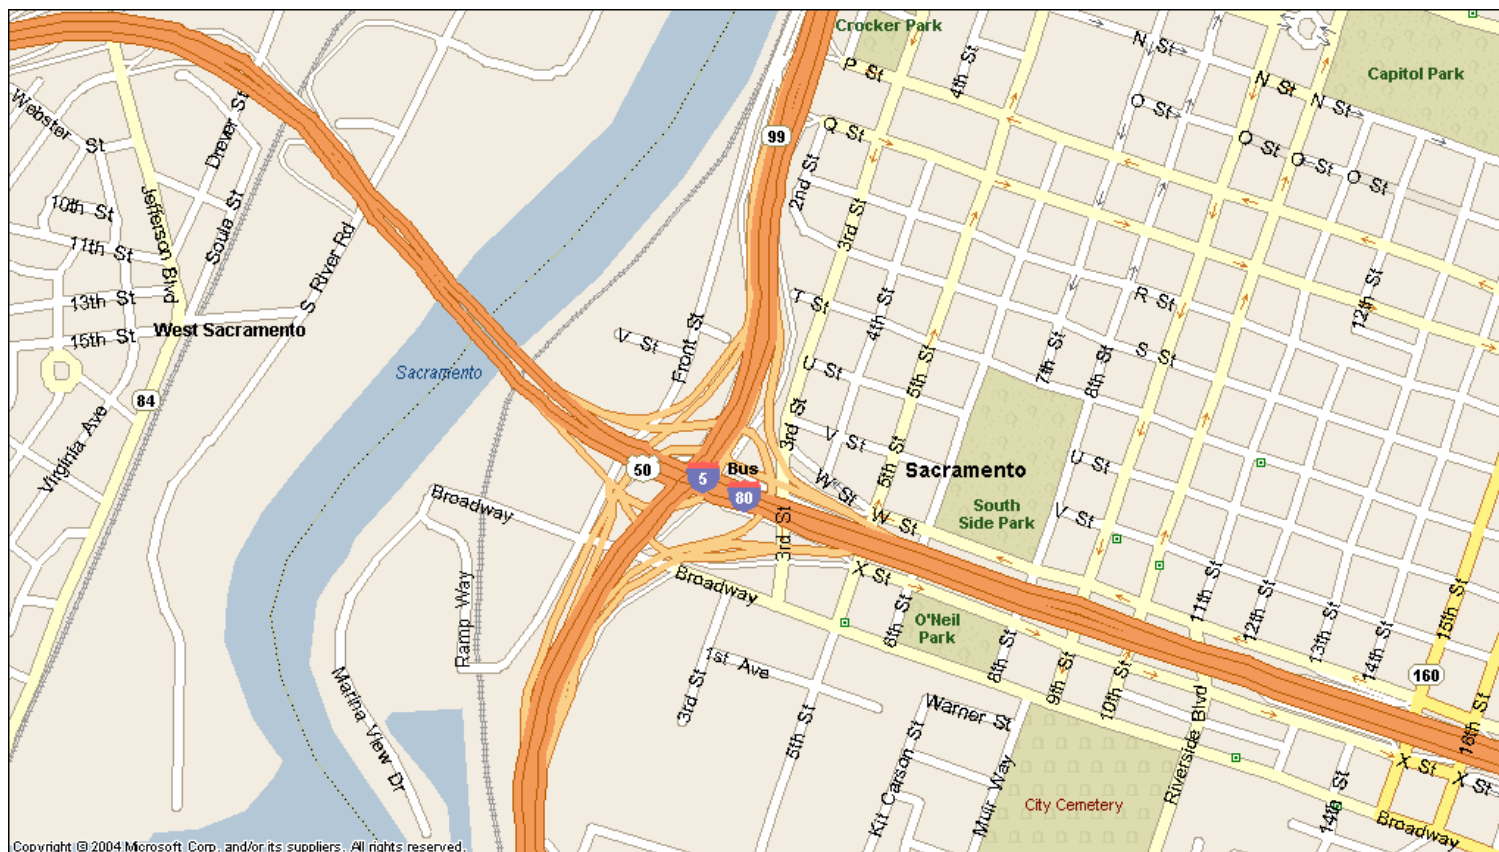 Crocker Park
Capitol Park
N St
N St
N St
4th St
P St
O St
O St
O St
O St
Q St
99
Webster St
Drever St
Jefferson Blvd
Soule St
S River Rd
10th St
11th St
13th St
15th St
West Sacramento
84
Virginia Ave
Sacramento
2nd St
3rd St
T St
4th St
R St
S St
12th St
7th St
8th St
V St
Front St
U St
5th St
3rd St
V St
5th St
W St
W St
Sacramento
South
Side Park
U St
V St
50
5
Bus
80
3rd St
Broadway
Broadway
Ramp Way
Marina View Dr
X St
6th St
O'Neil
Park
8th St
9th St
10th St
11th St
12th St
13th St
14th St
15th St
160
16th St
1st Ave
3rd St
5th St
Warner St
Kit Carson St
Muir Way
City Cemetery
Riverside Blvd
X St
X St
14th St
Broadway
Copyright © 2004 Microsoft Corp. and/or its suppliers. All rights reserved.